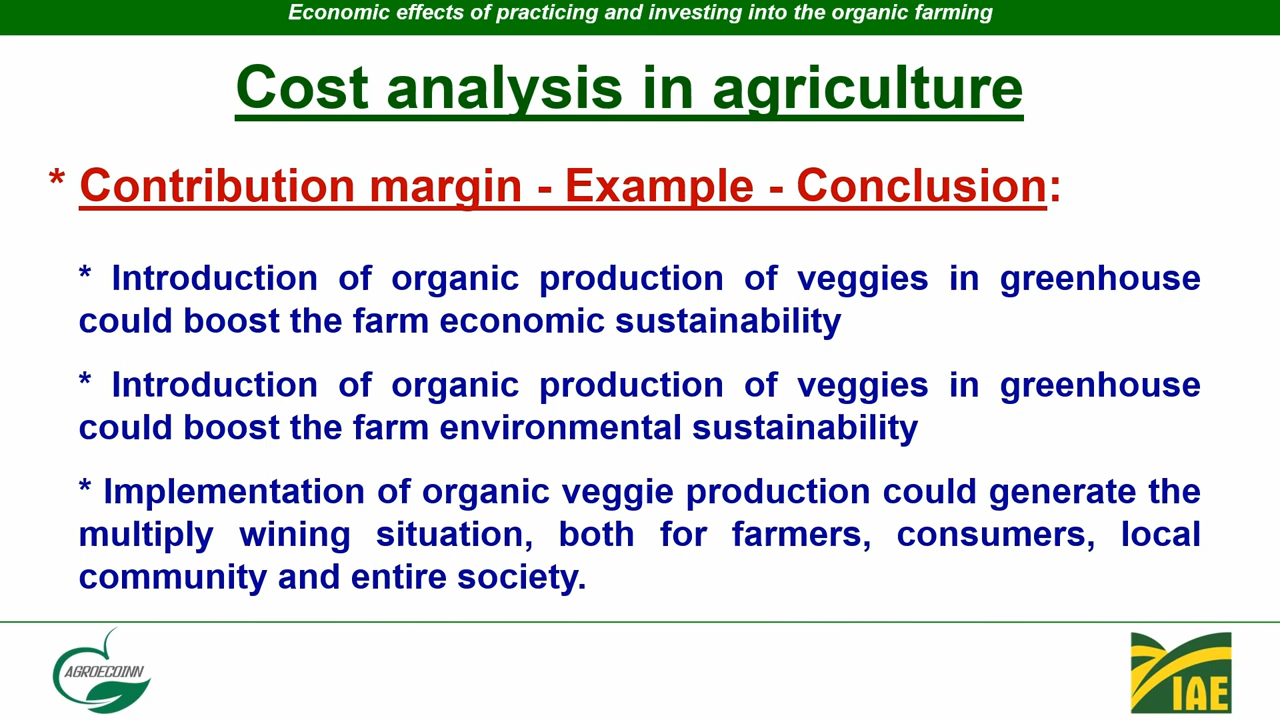 Economic effects of practicing and investing into the organic farming
Cost analysis in agriculture
* Contribution margin - Example - Conclusion:
* Introduction of organic production of veggies in greenhouse
could boost the farm economic sustainability
* Introduction of organic production of veggies in greenhouse
could boost the farm environmental sustainability
* Implementation of organic veggie production could generate the
multiply wining situation, both for farmers, consumers, local
community and entire society.
AGROECOINN
IAE